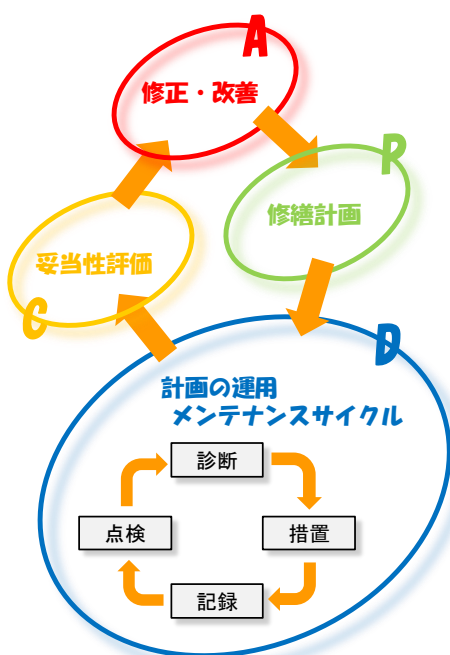 A
修正・改善
P
修繕計画
妥当性評価
C
D
計画の運用
メンテナンスサイクル
診断
点検
措置
記録